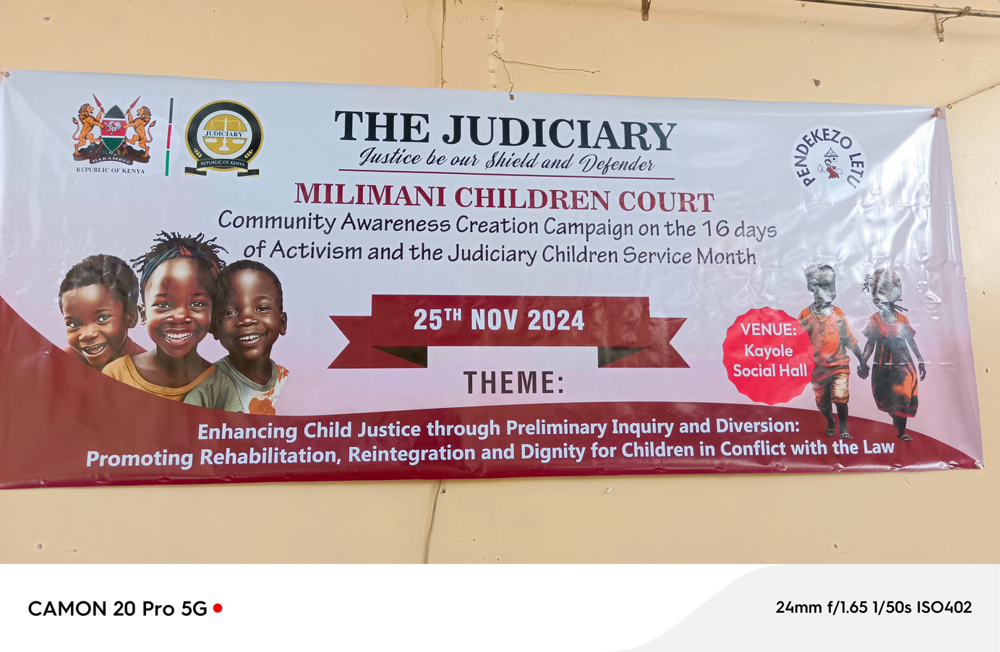 HARAMBEE
REPUBLIC OF KENYA
JUDICIARY
REPUBLIC OF KENYA
THE JUDICIARY
Justice be our Shield and Defender
PENDEKEZO LETU
MILIMANI CHILDREN COURT
Community Awareness Creation Campaign on the 16 days
of Activism and the Judiciary Children Service Month
25TH NOV 2024
VENUE:
Kayole
Social Hall
THEME:
Enhancing Child Justice through Preliminary Inquiry and Diversion:
Promoting Rehabilitation, Reintegration and Dignity for Children in Conflict with the Law
CAMON 20 Pro 5G
24mm f/1.65 1/50s ISO402